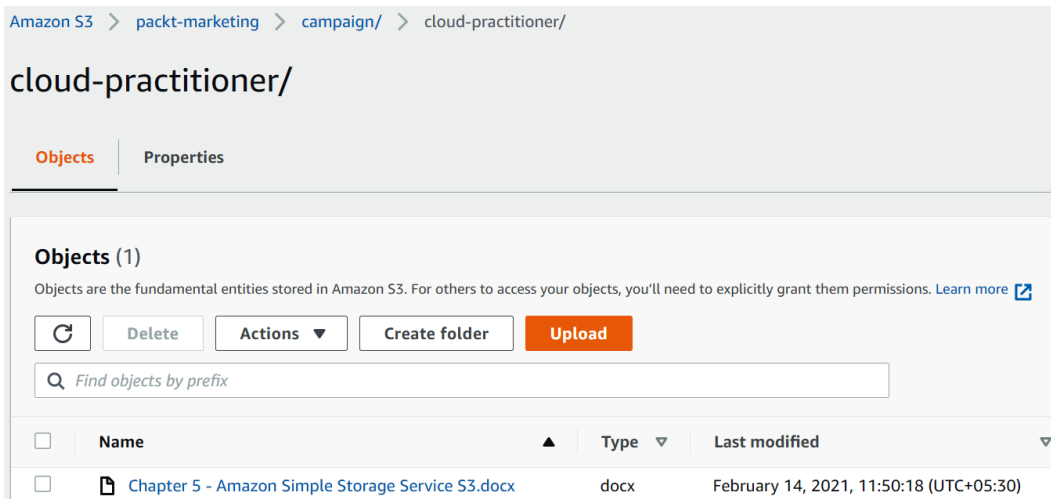 Amazon S3 > packt-marketing > campaign/ > cloud-practitioner/
cloud-practitioner/
Objects Properties
Objects (1)
Objects are the fundamental entities stored in Amazon S3. For others to access your objects, you'll need to explicitly grant them permissions. Learn more
Delete Actions Create folder Upload
Find objects by prefix
Name Type Last modified
Chapter 5 - Amazon Simple Storage Service S3.docx docx February 14, 2021, 11:50:18 (UTC+05:30)